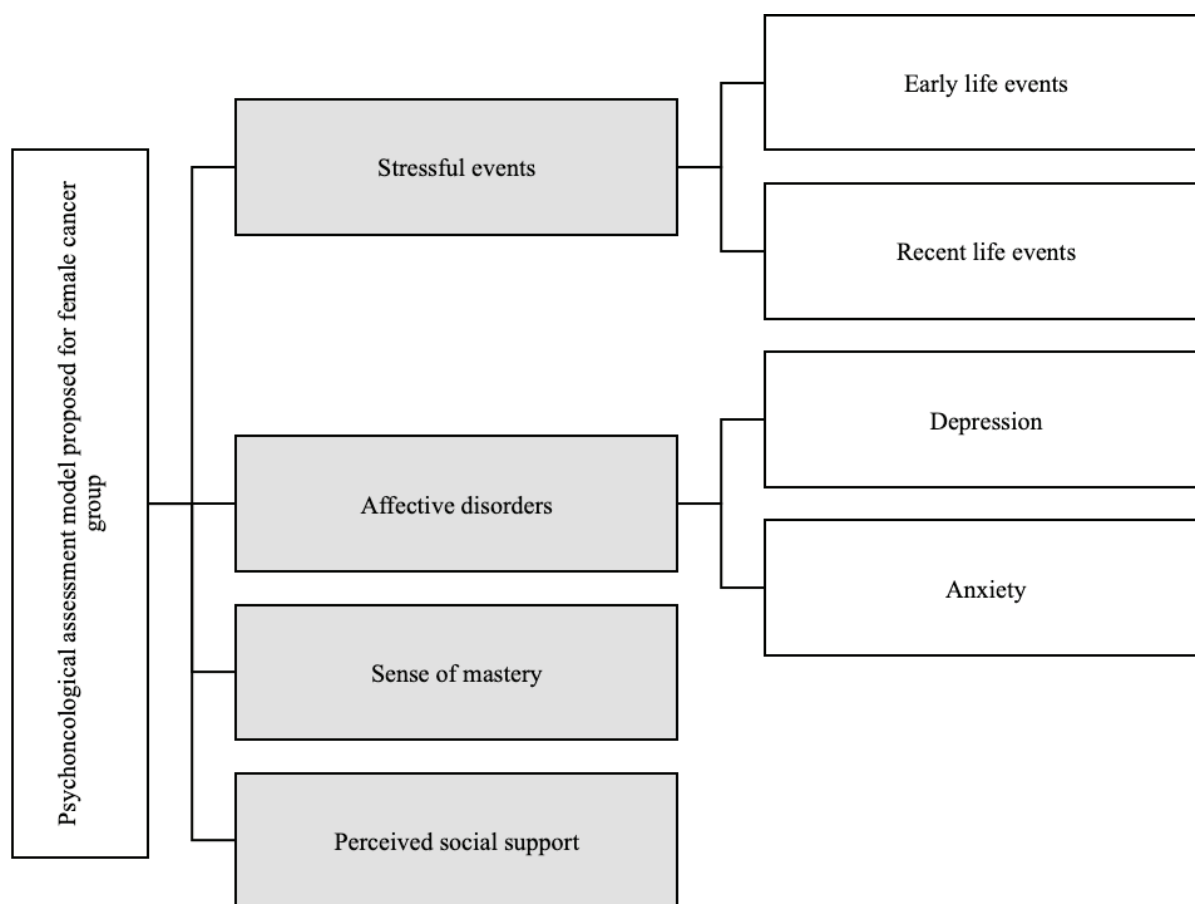 Psychoncological assessment model proposed for female cancer
group
Stressful events
Early life events
Recent life events
Affective disorders
Depression
Anxiety
Sense of mastery
Perceived social support